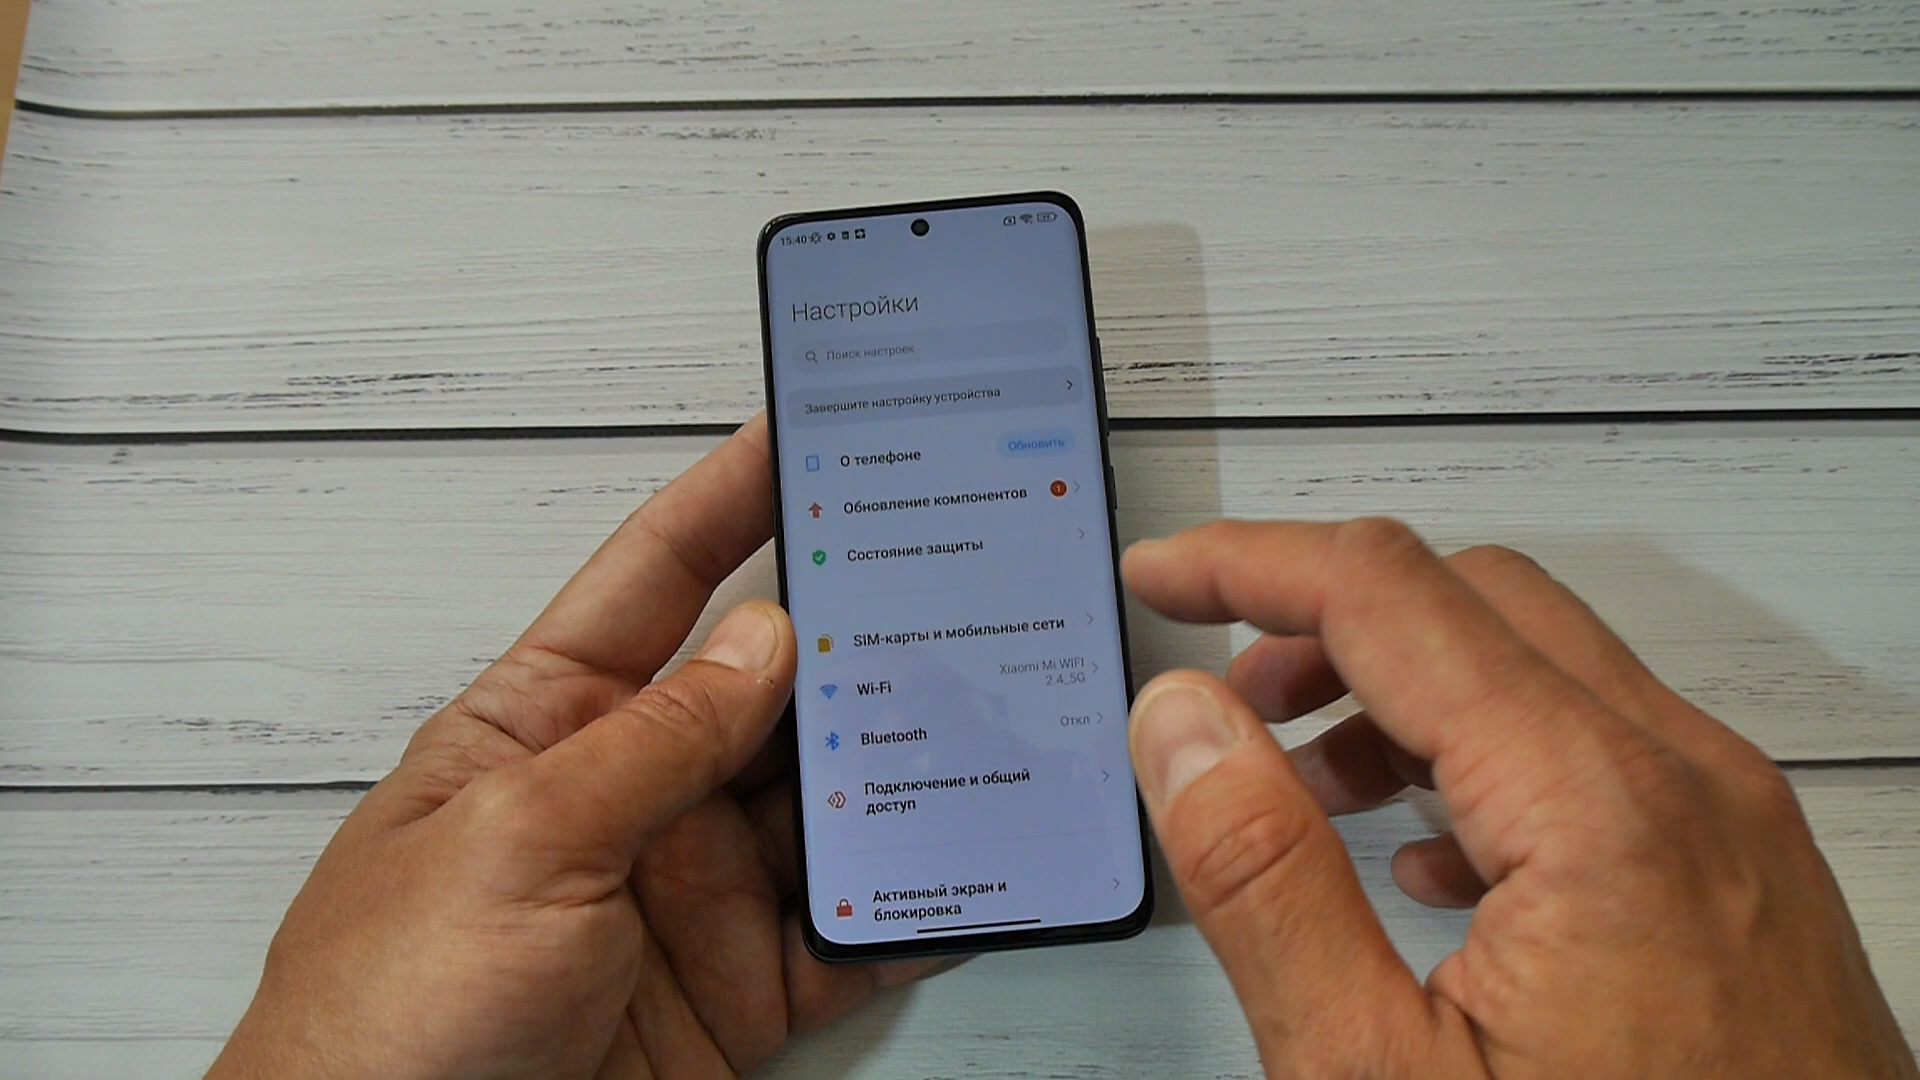 15:40
Настройки
Поиск настроек
Завершите настройку устройства
О телефоне
Обновить
Обновление компонентов
1
Состояние защиты
SIM-карты и мобильные сети
Wi-Fi
Xiaomi Mi WIFI
2.4_5G
Bluetooth
Откл
Подключение и общий
доступ
Активный экран и
блокировка